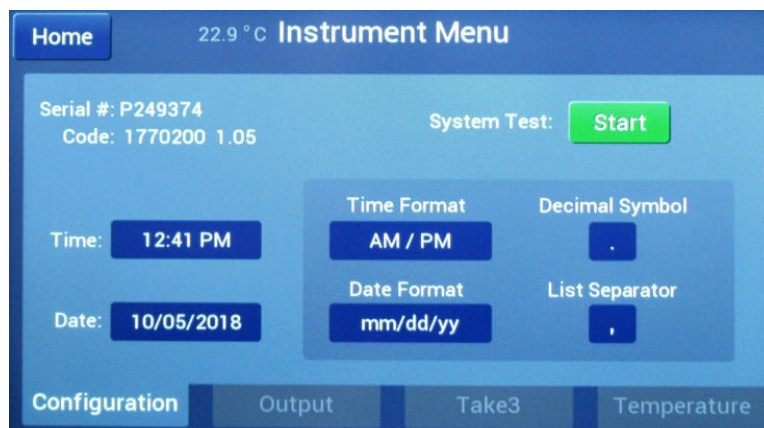 Home
22.9 °C Instrument Menu
Serial #: P249374
Code: 1770200 1.05
System Test: Start
Time: 12:41 PM
Date: 10/05/2018
Time Format
AM / PM
Decimal Symbol
.
Date Format
mm/dd/yy
List Separator
,
Configuration
Output
Take3
Temperature